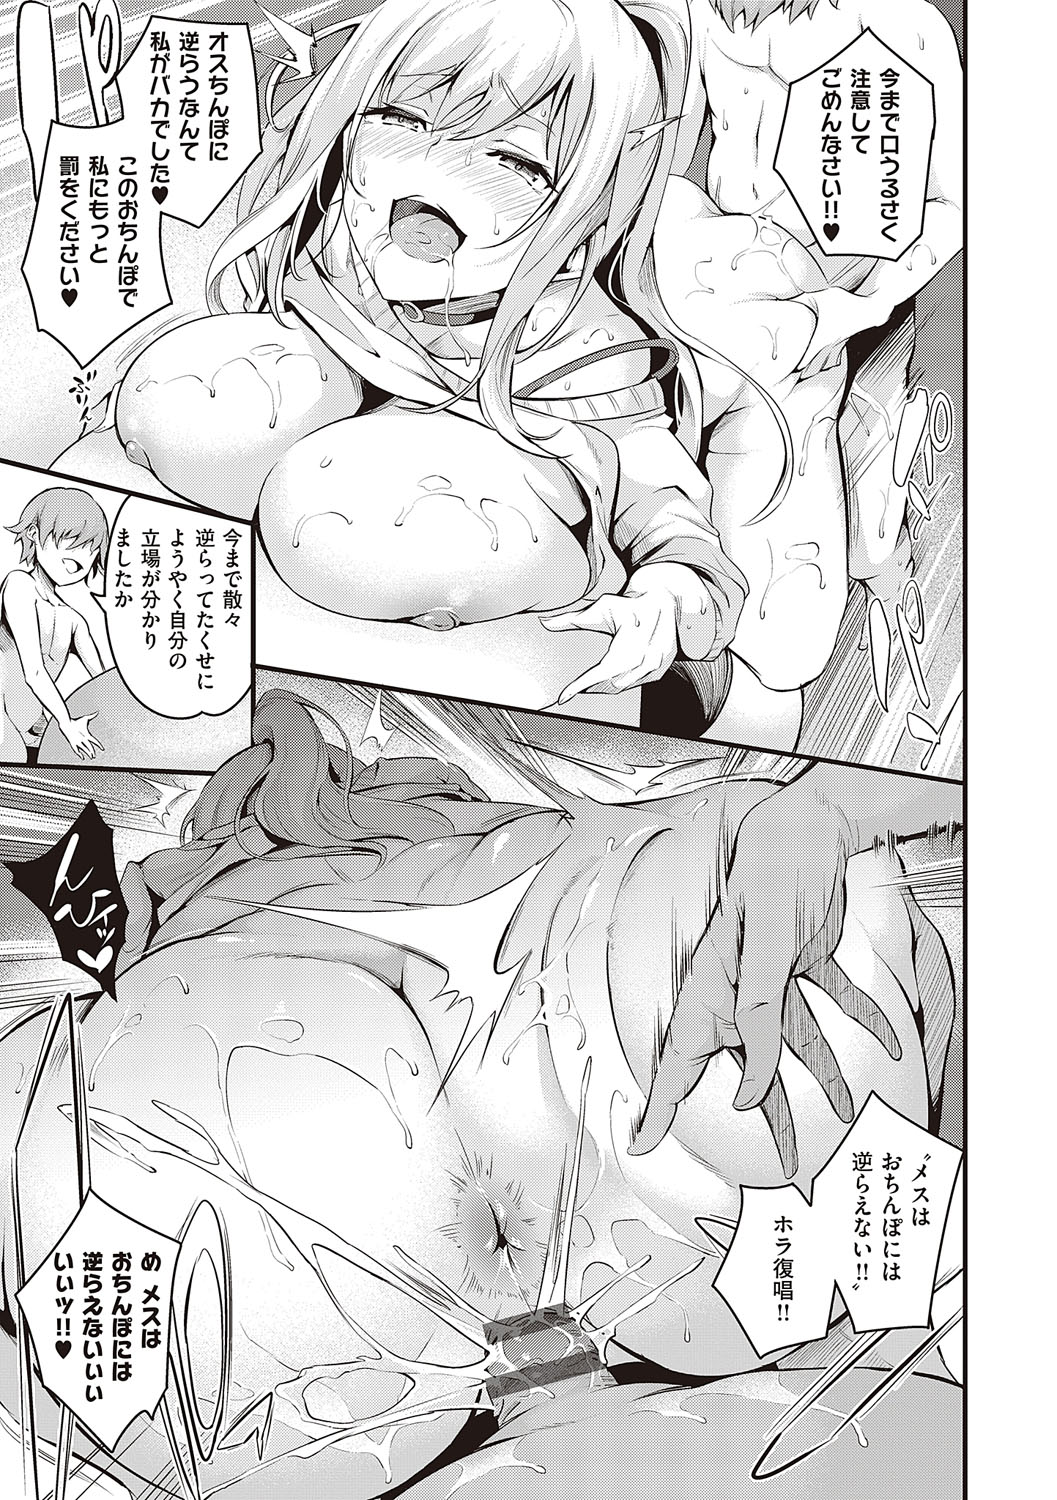 今まで口うるさく
注意して
ごめんなさい!!♥
オスちんぽに
逆らうなんて
私がバカでした♥
このおちんぽで
私にもっと
罰をください♥
今まで散々
逆らってたくせに
ようやく自分の
立場が分かり
ましたか
んんイッ♡
〝メスは
おちんぽには
逆らえない!!〟
ホラ復唱!!
め メスは
おちんぽには
逆らえないいぃ
いぃッ!!♥